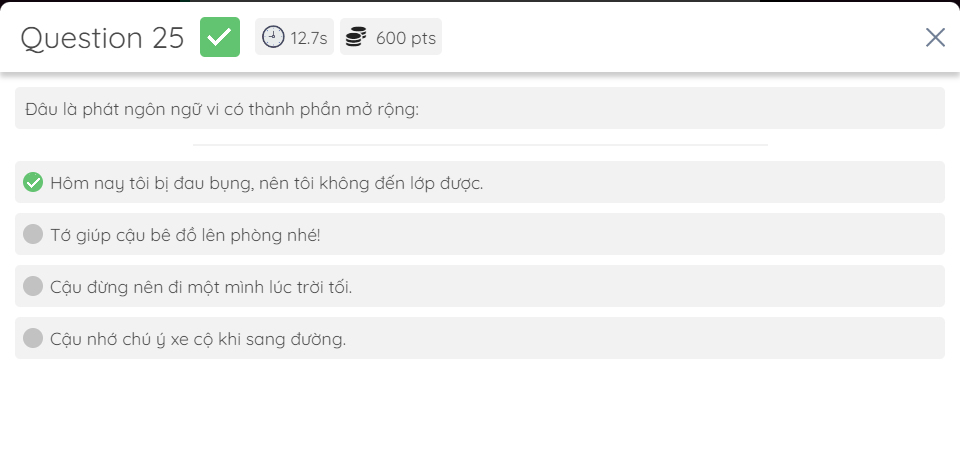 Question 25 12.7s 600 pts
Đâu là phát ngôn ngữ vi có thành phần mở rộng:
Hôm nay tôi bị đau bụng, nên tôi không đến lớp được.
Tớ giúp cậu bê đồ lên phòng nhé!
Cậu đừng nên đi một mình lúc trời tối.
Cậu nhớ chú ý xe cộ khi sang đường.